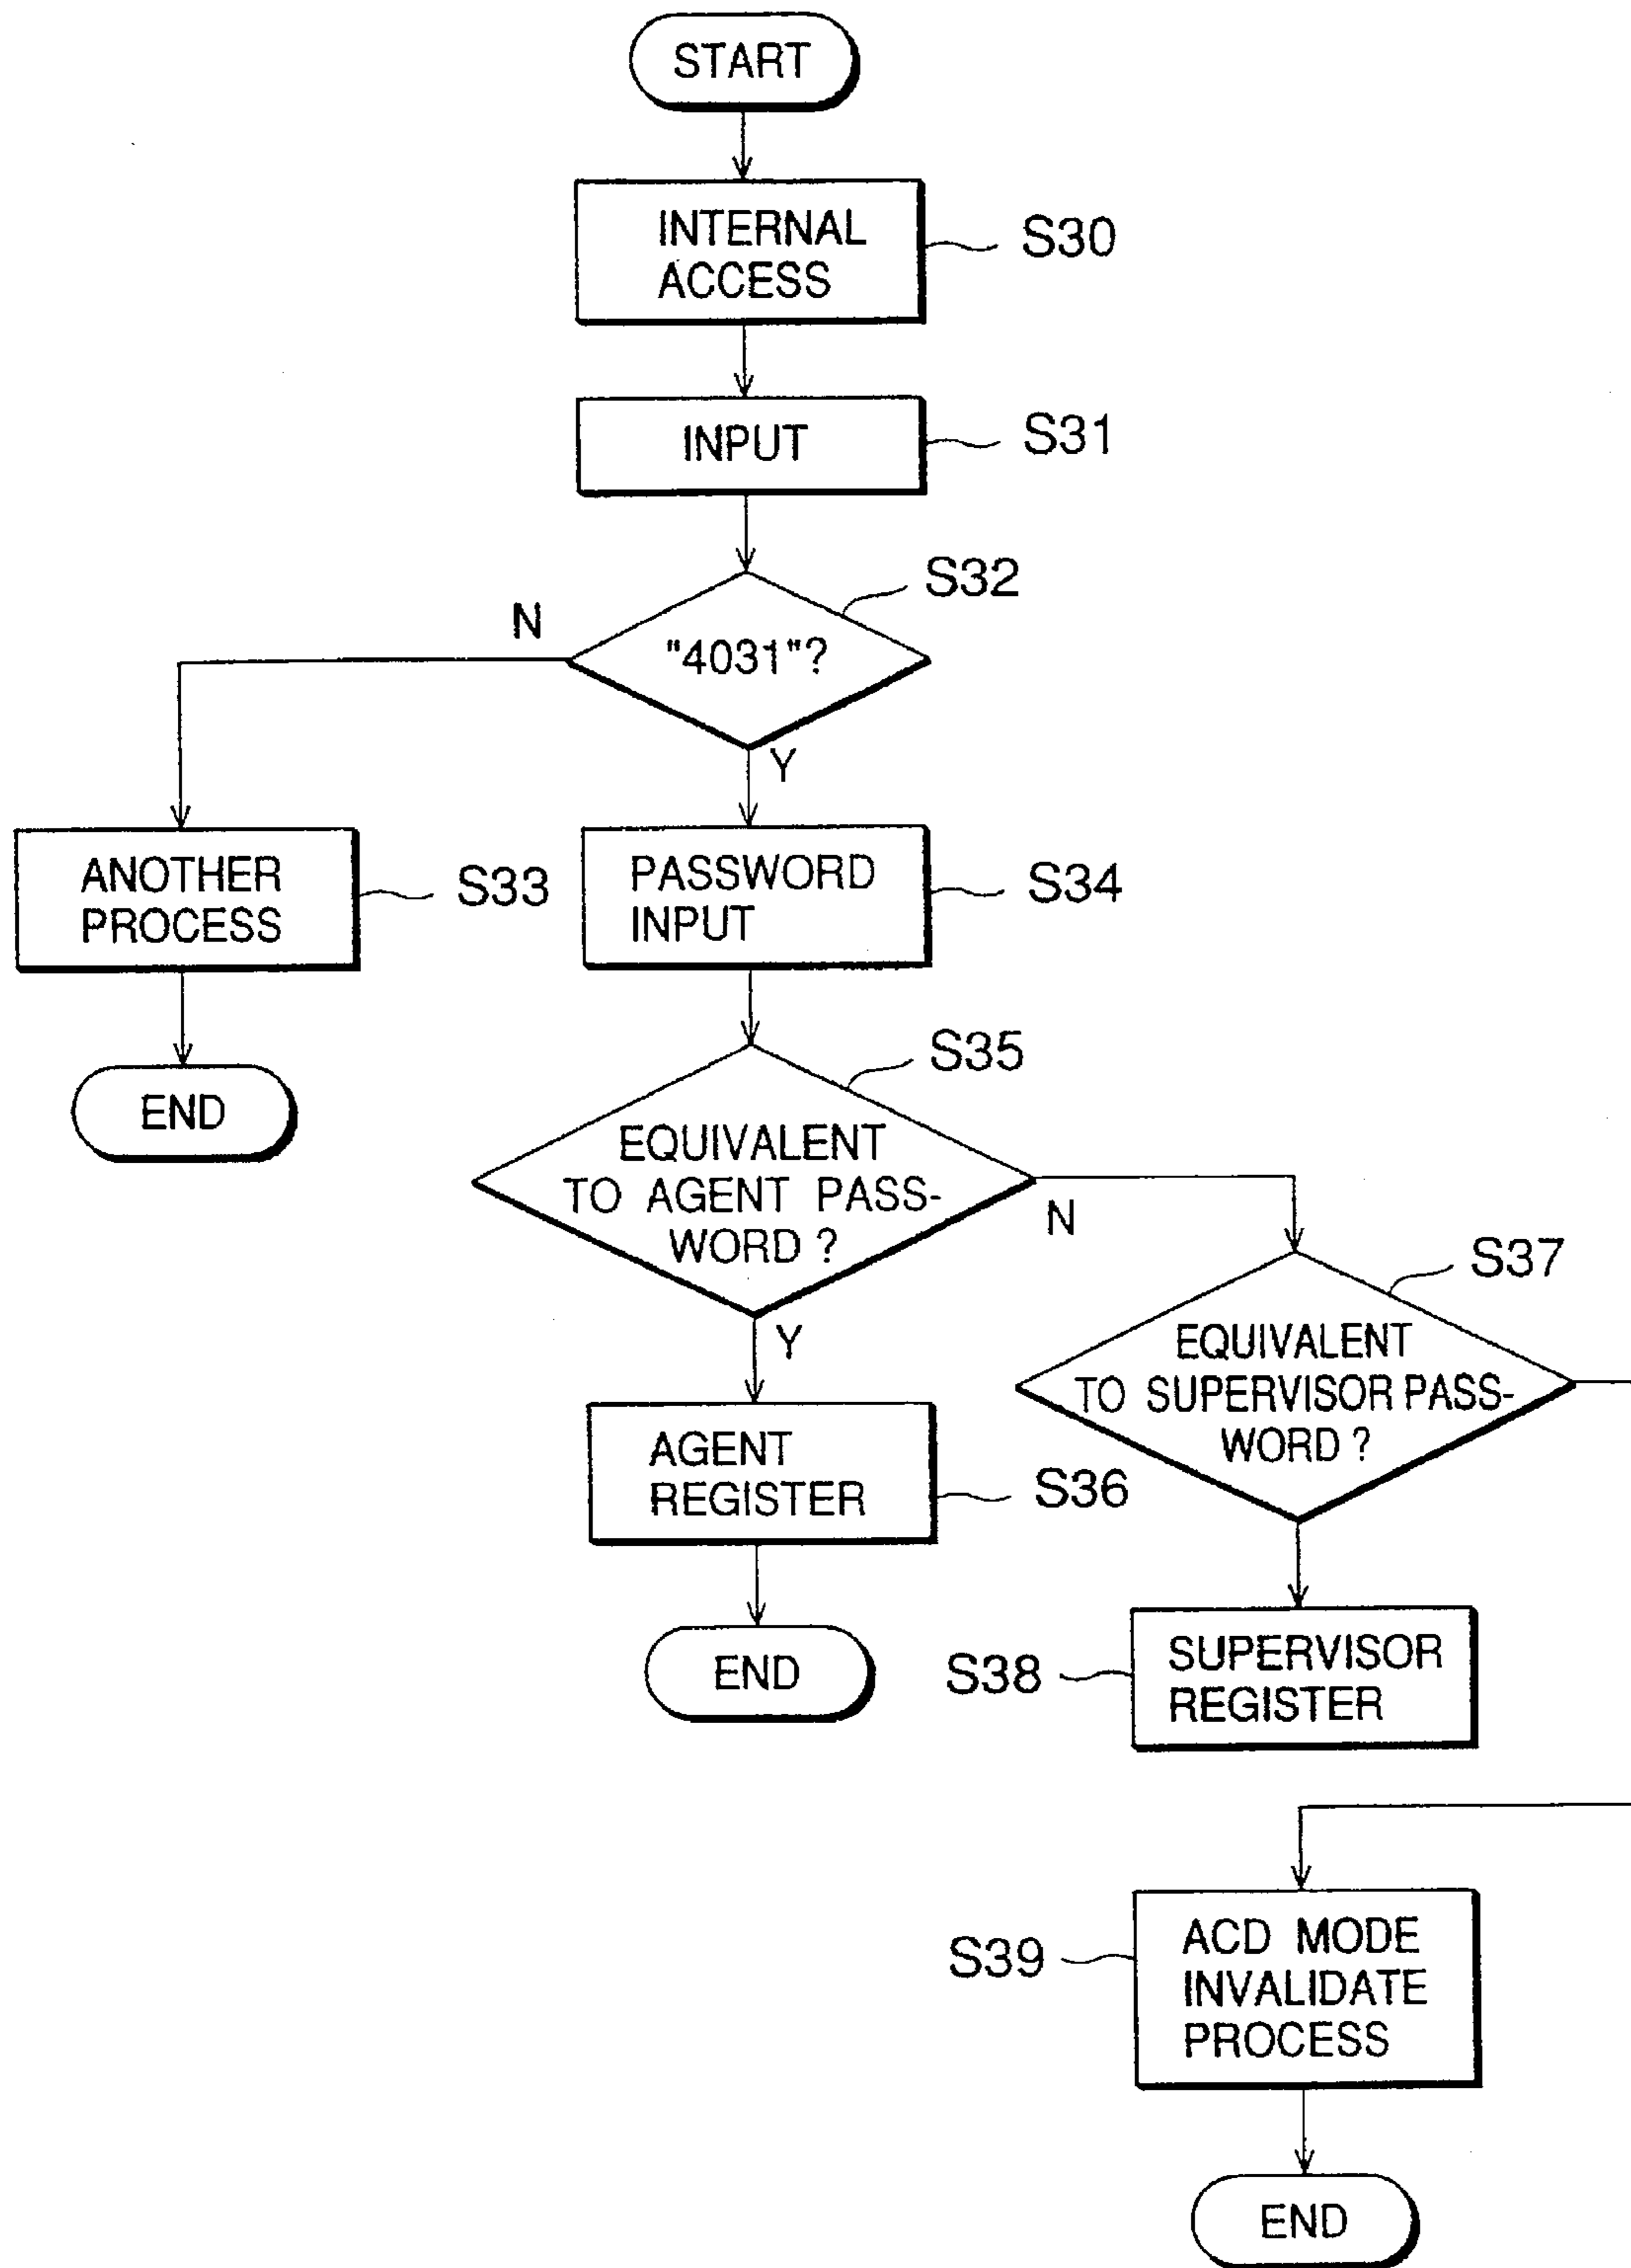 START
INTERNAL
ACCESS
S30
INPUT
S31
S32
N
"4031"?
Y
ANOTHER
PROCESS
S33
PASSWORD
INPUT
S34
END
S35
EQUIVALENT
TO AGENT PASS-
WORD ?
N
Y
S37
EQUIVALENT
TO SUPERVISOR PASS-
WORD ?
AGENT
REGISTER
S36
END
S38
SUPERVISOR
REGISTER
S39
ACD MODE
INVALIDATE
PROCESS
END